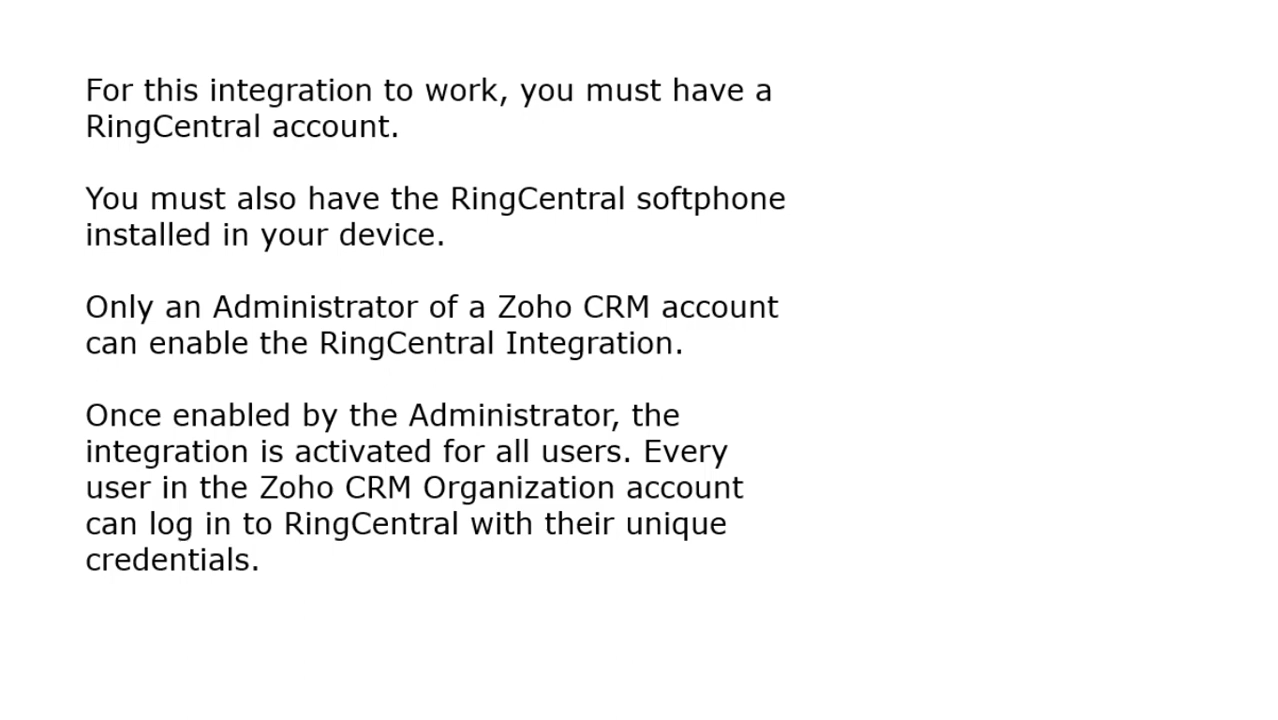 For this integration to work, you must have a
RingCentral account.
You must also have the RingCentral softphone
installed in your device.
Only an Administrator of a Zoho CRM account
can enable the RingCentral Integration.
Once enabled by the Administrator, the
integration is activated for all users. Every
user in the Zoho CRM Organization account
can log in to RingCentral with their unique
credentials.